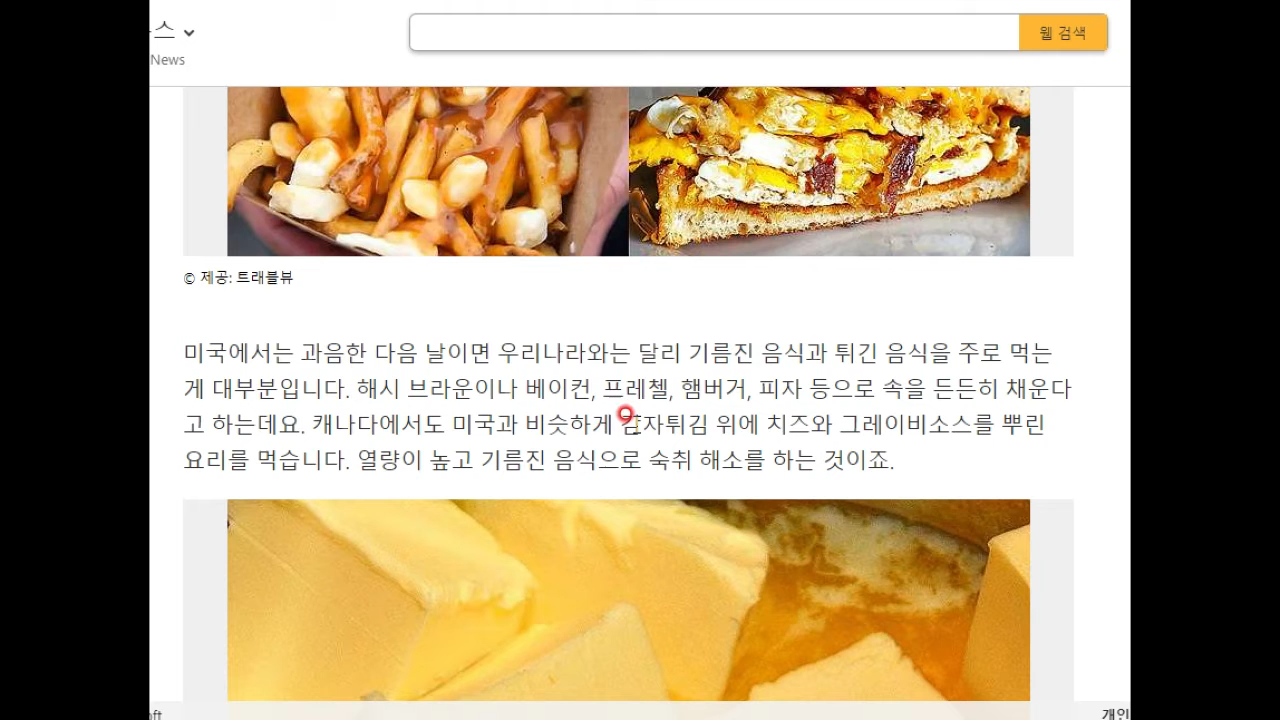 스
웹 검색
News
© 제공: 트래블뷰
미국에서는 과음한 다음 날이면 우리나라와는 달리 기름진 음식과 튀긴 음식을 주로 먹는
게 대부분입니다. 해시 브라운이나 베이컨, 프레첼, 햄버거, 피자 등으로 속을 든든히 채운다
고 하는데요. 캐나다에서도 미국과 비슷하게 감자튀김 위에 치즈와 그레이비소스를 뿌린
요리를 먹습니다. 열량이 높고 기름진 음식으로 숙취 해소를 하는 것이죠.
개인